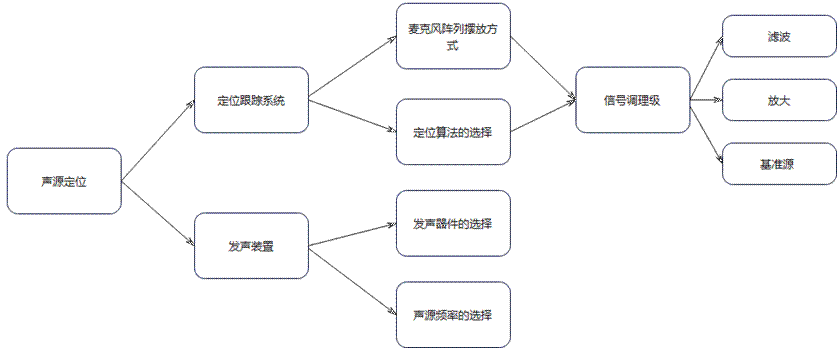 声源定位
定位跟踪系统
发声装置
麦克风阵列摆放方
式
定位算法的选择
发声器件的选择
声源频率的选择
信号调理级
滤波
放大
基准源